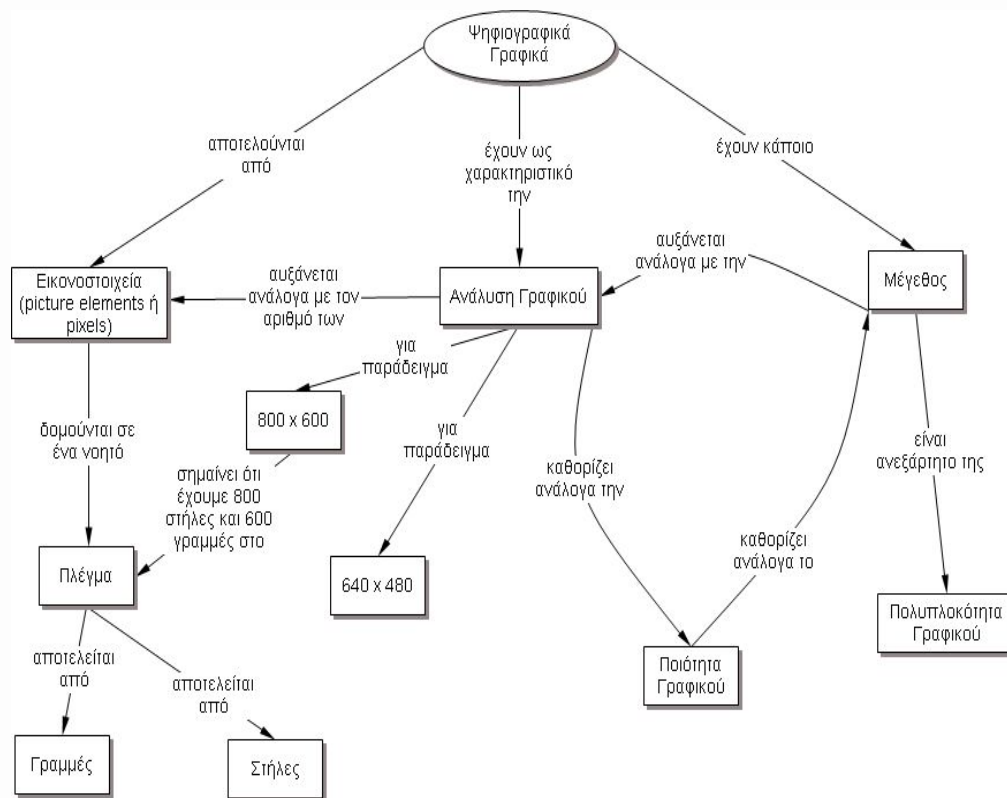 Ψηφιογραφικά
Γραφικά
αποτελούνται
από
έχουν ως
χαρακτηριστικό
την
έχουν κάποιο
Εικονοστοιχεία
(picture elements ή
pixels)
αυξάνεται
ανάλογα με τον
αριθμό των
Ανάλυση Γραφικού
αυξάνεται
ανάλογα με την
Μέγεθος
για
παράδειγμα
800 x 600
δομούνται σε
ένα νοητό
σημαίνει ότι
έχουμε 800
στήλες και 600
γραμμές στο
για
παράδειγμα
καθορίζει
ανάλογα την
είναι
ανεξάρτητο της
Πλέγμα
640 x 480
καθορίζει
ανάλογα το
Πολυπλοκότητα
Γραφικού
αποτελείται
από
αποτελείται
από
Ποιότητα
Γραφικού
Γραμμές
Στήλες